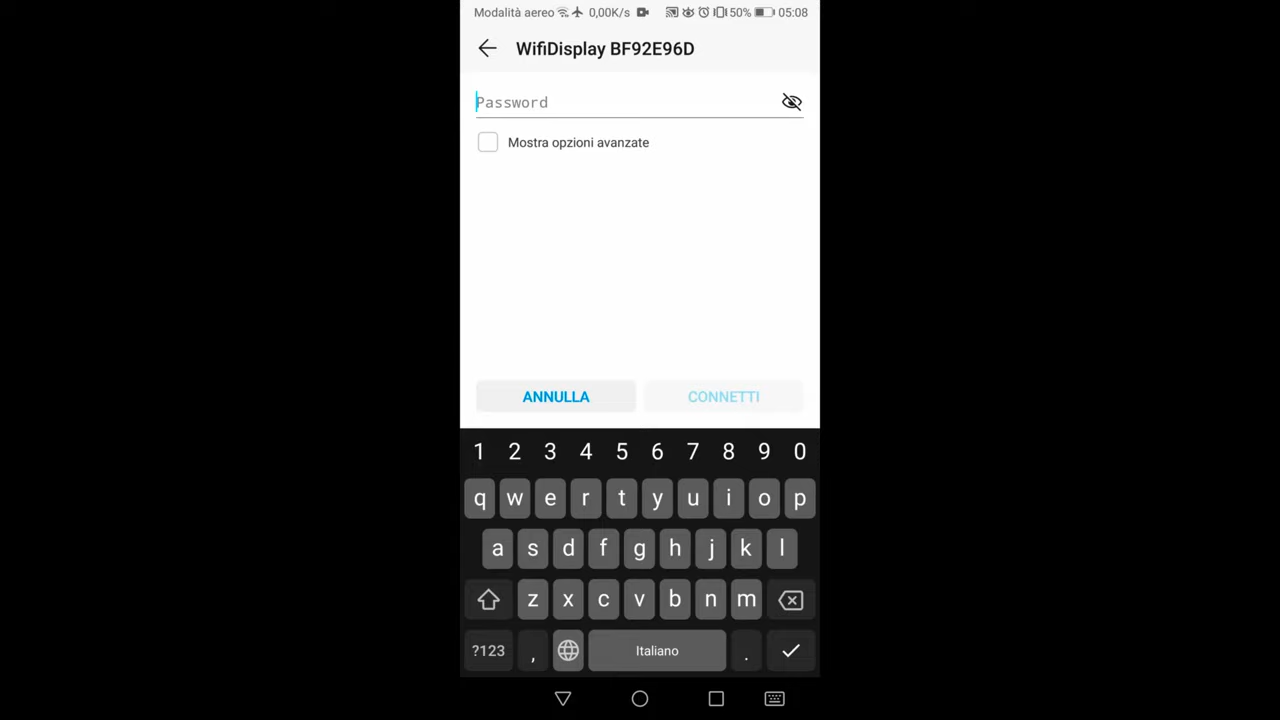 Modalità aereo 0,00K/s 50% 05:08
WifiDisplay BF92E96D
Password
Mostra opzioni avanzate
ANNULLA CONNETTI
1 2 3 4 5 6 7 8 9 0
q w e r t y u i o p
a s d f g h j k l
z x c v b n m
?123 , Italiano .